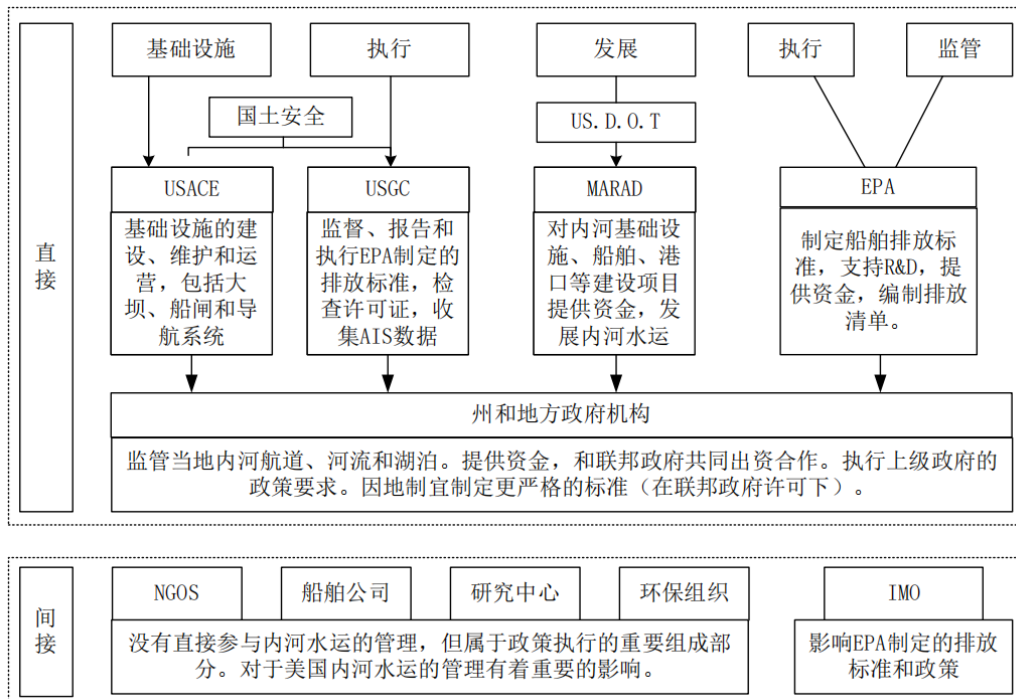 基础设施
执行
发展
执行
监管
国土安全
US.D.O.T
直接
USACE
基础设施的建
设、维护和运
营，包括大
坝、船闸和导
航系统
USGC
监督、报告和
执行EPA制定的
排放标准，检
查许可证，收
集AIS数据
MARAD
对内河基础设
施、船舶、港
口等建设项目
提供资金，发
展内河水运
EPA
制定船舶排放标
准，支持R&D，提
供资金，编制排放
清单。
州和地方政府机构
监管当地内河航道、河流和湖泊。提供资金，和联邦政府共同出资合作。执行上级政府的
政策要求。因地制宜制定更严格的标准（在联邦政府许可下）。
间接
NGOS
船舶公司
研究中心
环保组织
没有直接参与内河水运的管理，但属于政策执行的重要组成部
分。对于美国内河水运的管理有着重要的影响。
IMO
影响EPA制定的排放
标准和政策